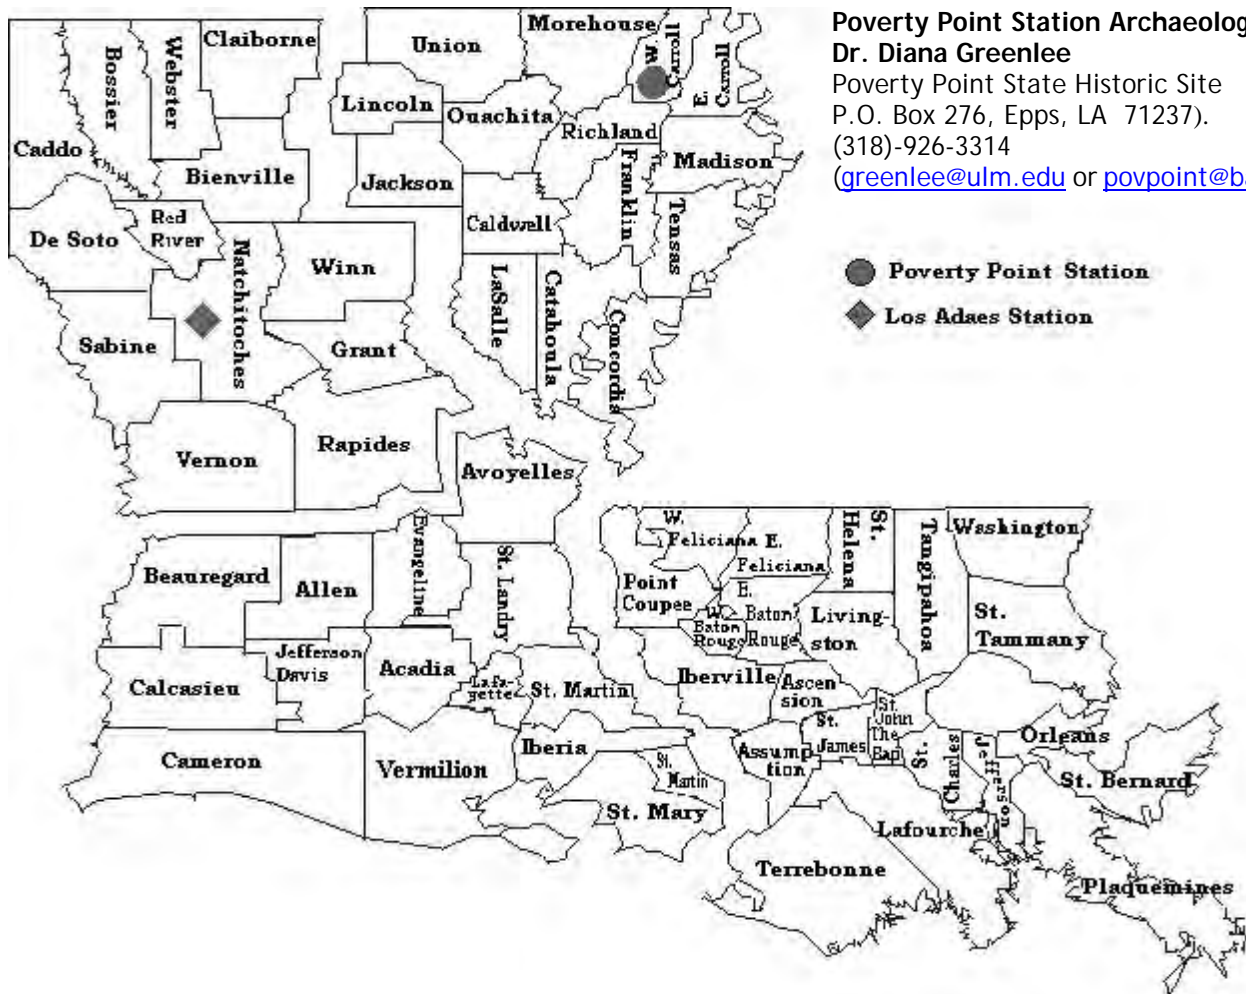 Poverty Point Station Archaeolog
Dr. Diana Greenlee
Poverty Point State Historic Site
P.O. Box 276, Epps, LA 71237).
(318)-926-3314
(greenlee@ulm.edu or povpoint@b
Poverty Point Station
Los Adaes Station
Caddo
Bossier
Webster
Claiborne
Union
Morehouse
W.
Carroll
E.
Carroll
Lincoln
Ouachita
Richland
Madison
Bienville
Jackson
Franklin
Tensas
Caldwell
De Soto
Red
River
Natchitoches
Winn
LaSalle
Catahoula
Concordia
Sabine
Grant
Vernon
Rapides
Avoyelles
Beauregard
Allen
Evangeline
St. Landry
W.
Feliciana
E.
Feliciana
St.
Helena
Tangipahoa
Washington
Point
Coupee
W.
Baton
Rouge
E.
Baton
Rouge
Living-
ston
St.
Tammany
Calcasieu
Jefferson
Davis
Acadia
Lafa-
yette
St. Martin
Iberville
Ascen
sion
Cameron
Vermilion
Iberia
St.
Martin
St. Mary
Assump
tion
St.
James
St.
John
The
Bap
St.
Charles
Jefferson
Orleans
St. Bernard
Lafourche
Terrebonne
Plaquemines